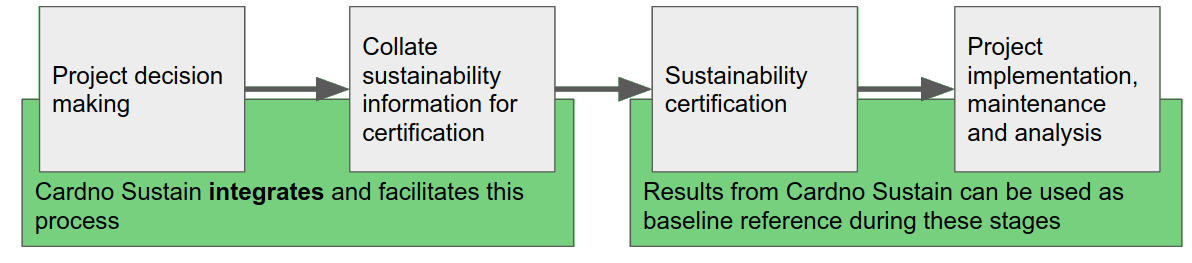 Project decision
making
Collate
sustainability
information for
certification
Sustainability
certification
Project
implementation,
maintenance
and analysis
Cardno Sustain integrates and facilitates this
process
Results from Cardno Sustain can be used as
baseline reference during these stages